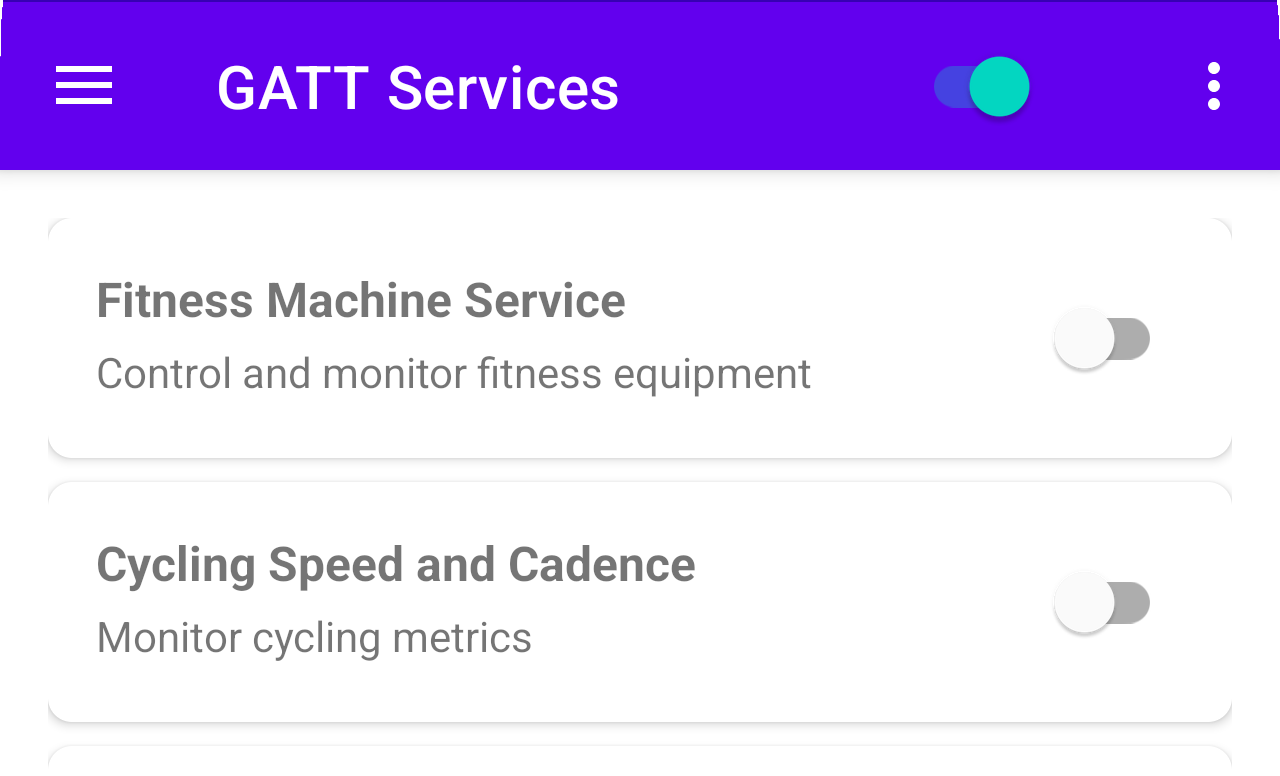 GATT Services
Fitness Machine Service
Control and monitor fitness equipment
Cycling Speed and Cadence
Monitor cycling metrics